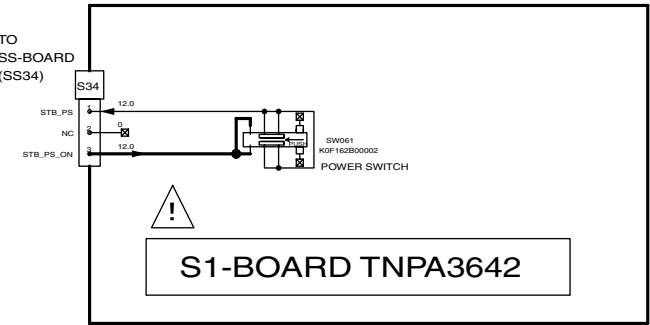 TO
SS-BOARD
(SS34)
S34
STB_PS
1
12.0
NC
2
0
STB_PS_ON
3
12.0
PUSH
SW061
K0F162B00002
POWER SWITCH
!
S1-BOARD TNPA3642